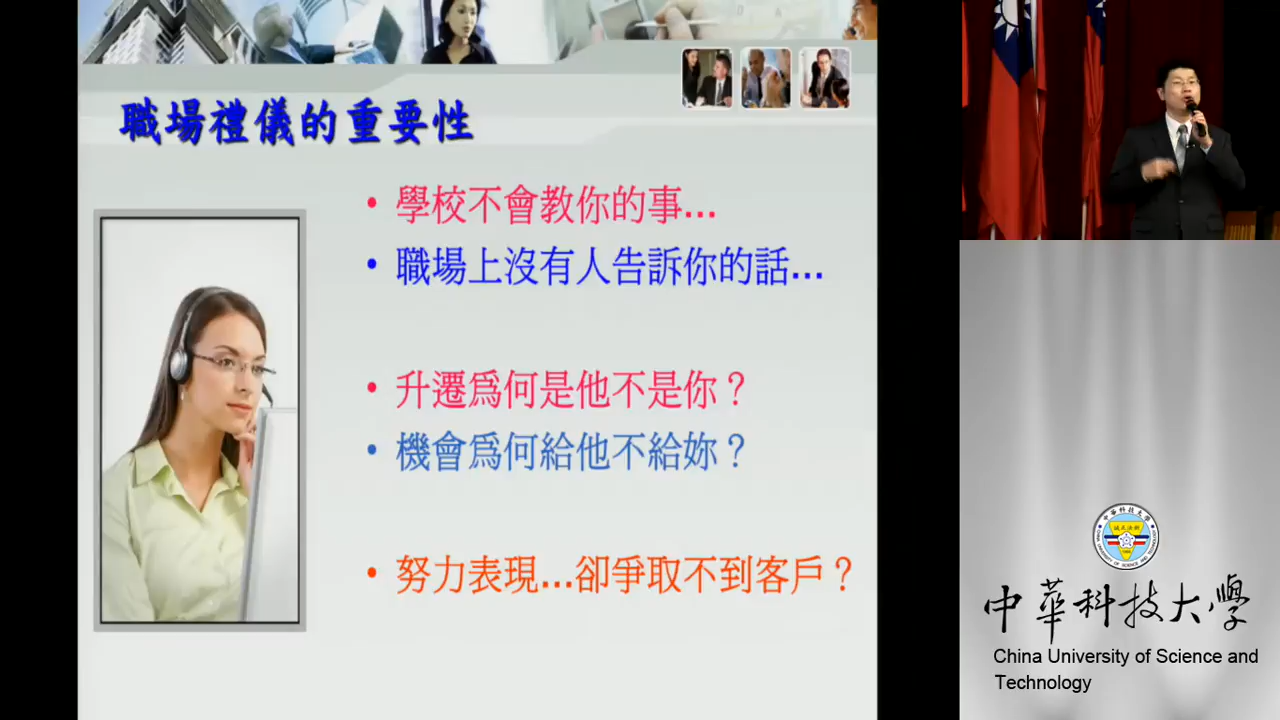 職場禮儀的重要性
• 學校不會教你的事...
• 職場上沒有人告訴你的話...
• 升遷為何是他不是你？
• 機會為何給他不給妳？
• 努力表現...卻爭取不到客戶？
中華科技大學
China University of Science and
Technology